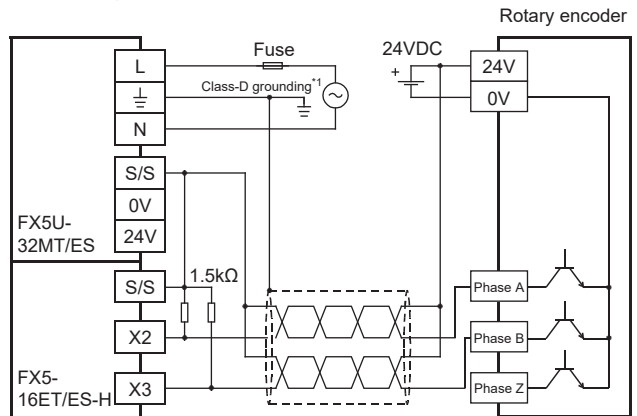 Rotary encoder
Fuse
24VDC
+
L
Class-D grounding*1
N
24V
0V
S/S
0V
24V
FX5U-
32MT/ES
S/S
1.5kΩ
X2
X3
FX5-
16ET/ES-H
Phase A
Phase B
Phase Z